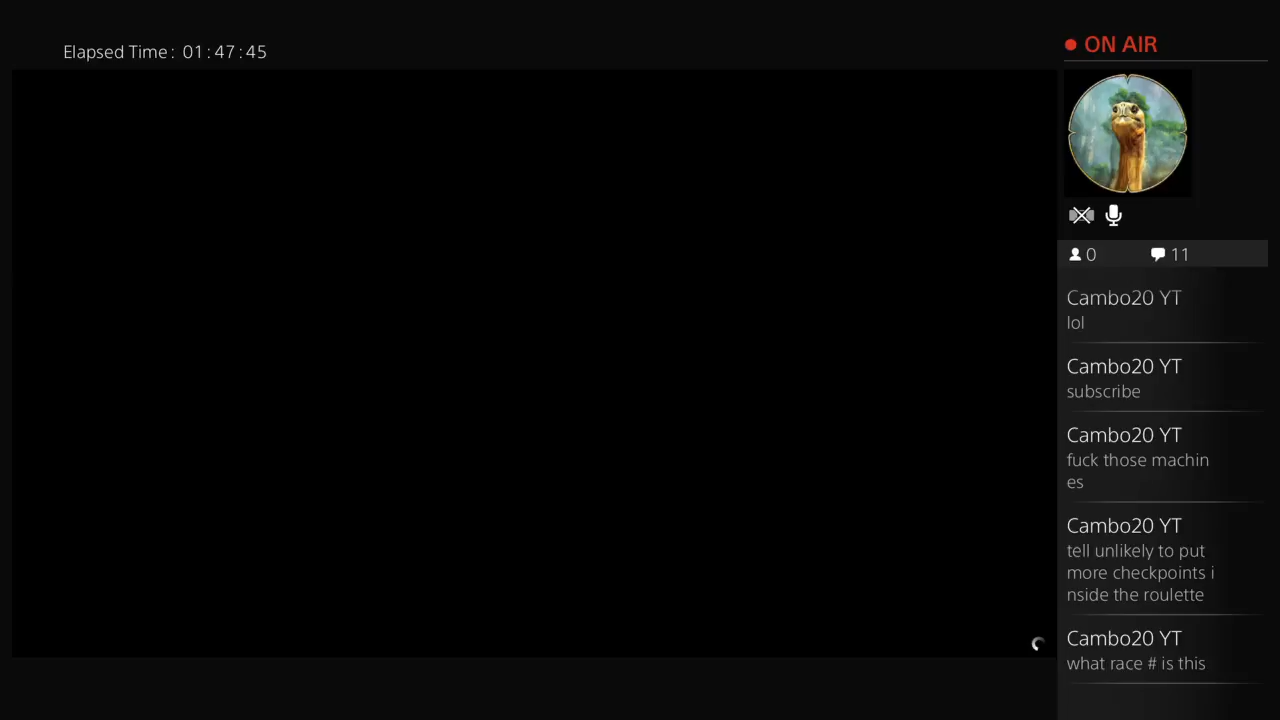 Elapsed Time: 01:47:45
ON AIR
0 11
Cambo20 YT
lol
Cambo20 YT
subscribe
Cambo20 YT
fuck those machin
es
Cambo20 YT
tell unlikely to put
more checkpoints i
nside the roulette
Cambo20 YT
what race # is this